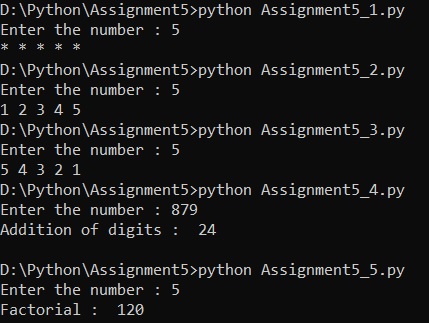 D:\Python\Assignment5>python Assignment5_1.py
Enter the number : 5
* * * * *
D:\Python\Assignment5>python Assignment5_2.py
Enter the number : 5
1 2 3 4 5
D:\Python\Assignment5>python Assignment5_3.py
Enter the number : 5
5 4 3 2 1
D:\Python\Assignment5>python Assignment5_4.py
Enter the number : 879
Addition of digits :  24

D:\Python\Assignment5>python Assignment5_5.py
Enter the number : 5
Factorial :  120